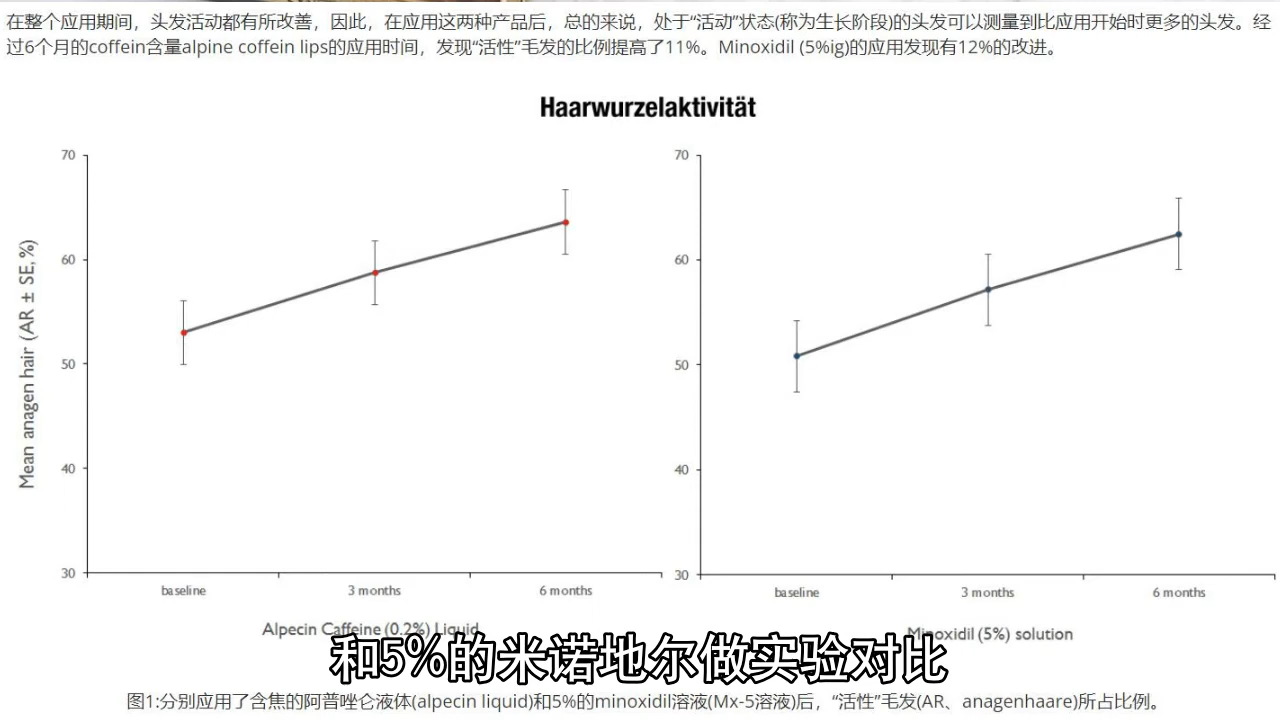 在整个应用期间，头发活动都有所改善，因此，在应用这两种产品后，总的来说，处于“活动”状态(称为生长阶段)的头发可以测量到比应用开始时更多的头发。经
过6个月的coffein含量alpine coffein lips的应用时间，发现“活性”毛发的比例提高了11%。Minoxidil (5%ig)的应用发现有12%的改进。
Haarwurzelaktivität
Mean anagen hair (AR ± SE, %)
70
60
50
40
30
baseline
3 months
6 months
Alpecin Caffeine (0.2%) Liquid
70
60
50
40
30
baseline
3 months
6 months
Minoxidil (5%) solution
和5%的米诺地尔做实验对比
图1:分别应用了含焦的阿普唑仑液体(alpecin liquid)和5%的minoxidil溶液(Mx-5溶液)后，“活性”毛发(AR、anagenhaare)所占比例。